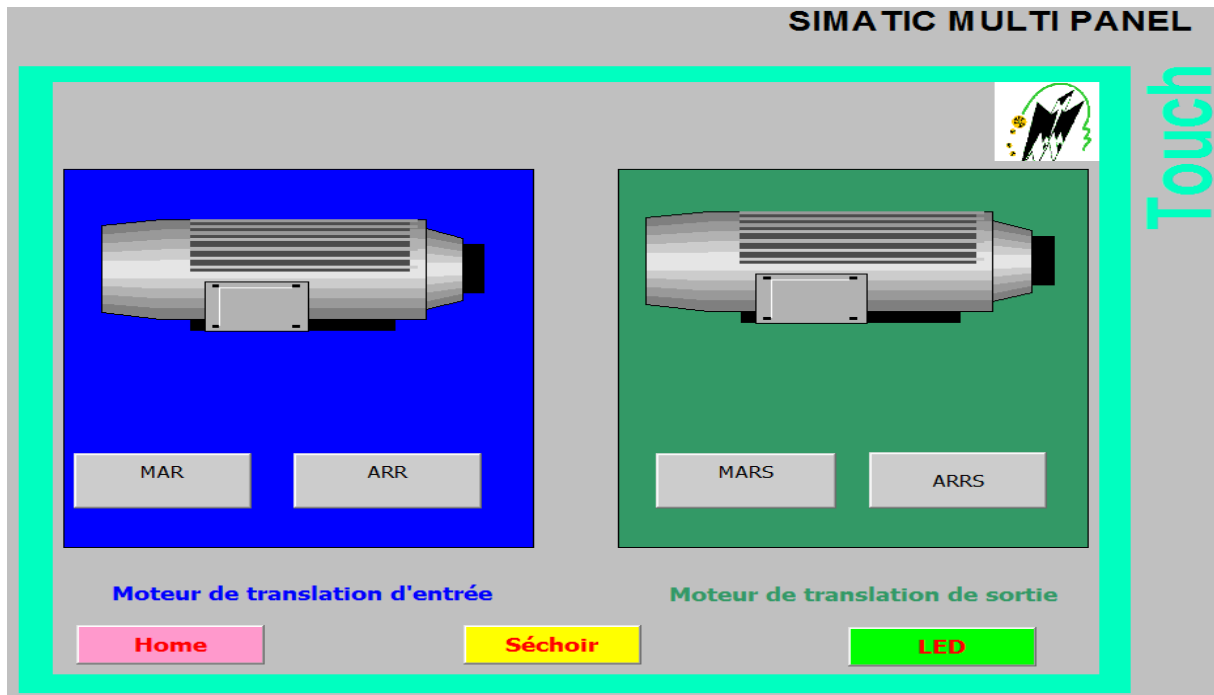 SIMATIC MULTI PANEL
Touch
MAR
ARR
MARS
ARRS
Moteur de translation d'entrée
Moteur de translation de sortie
Home
Séchoir
LED